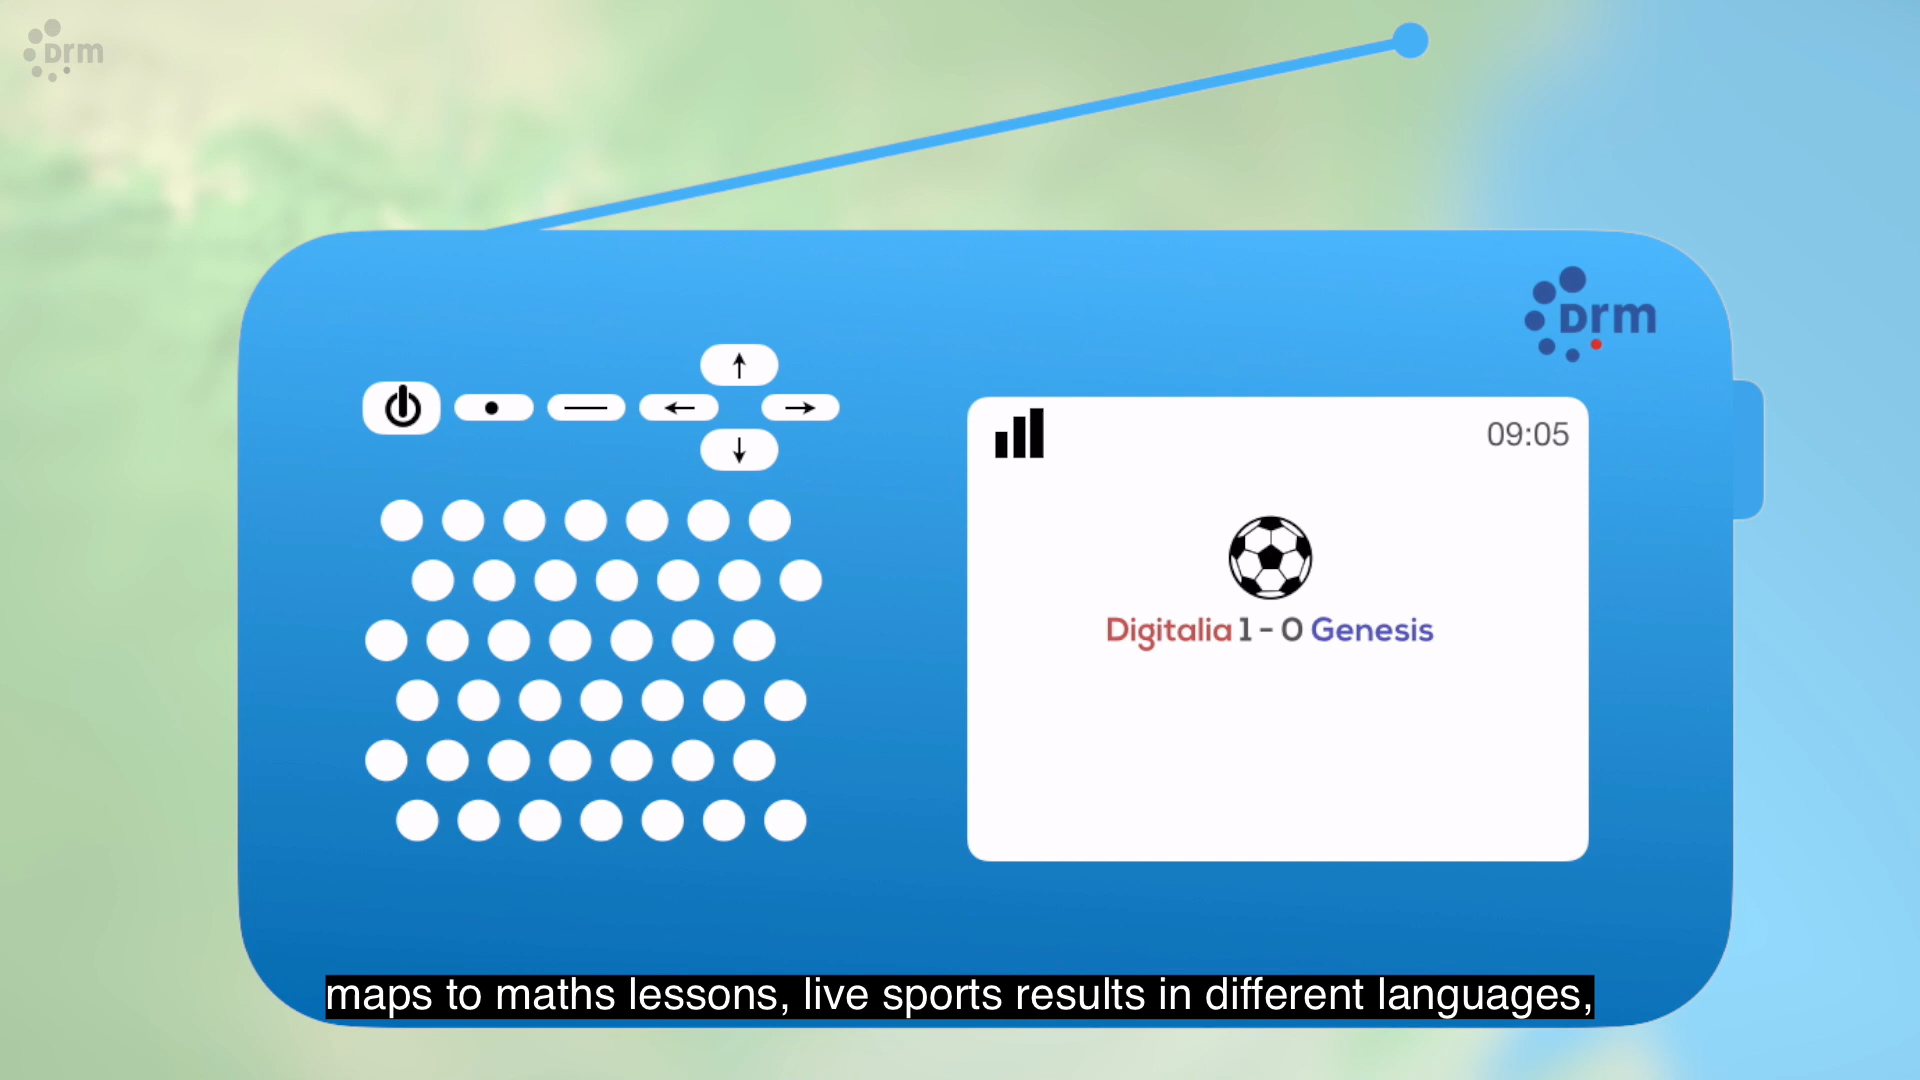 Drm
Drm
09:05
Digitalia 1 - 0 Genesis
maps to maths lessons, live sports results in different languages,